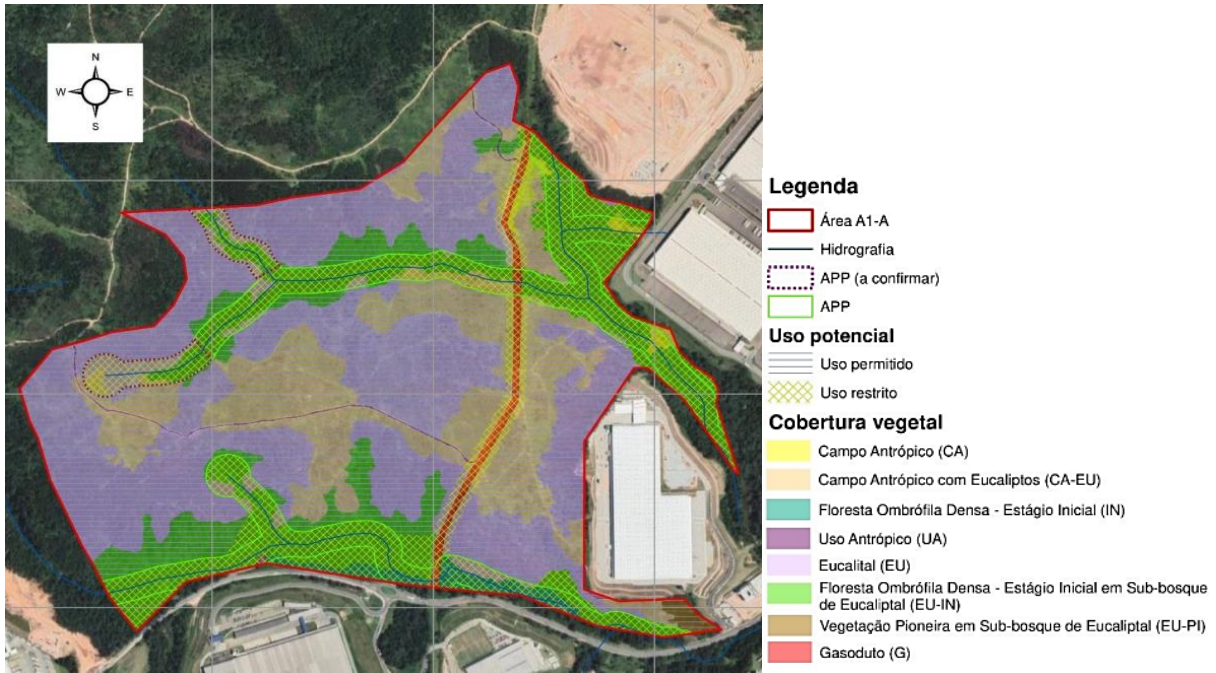 N
W E
S
Legenda
Área A1-A
Hidrografia
APP (a confirmar)
APP
Uso potencial
Uso permitido
Uso restrito
Cobertura vegetal
Campo Antrópico (CA)
Campo Antrópico com Eucaliptos (CA-EU)
Floresta Ombrófila Densa - Estágio Inicial (IN)
Uso Antrópico (UA)
Eucalital (EU)
Floresta Ombrófila Densa - Estágio Inicial em Sub-bosque
de Eucaliptal (EU-IN)
Vegetação Pioneira em Sub-bosque de Eucaliptal (EU-PI)
Gasoduto (G)